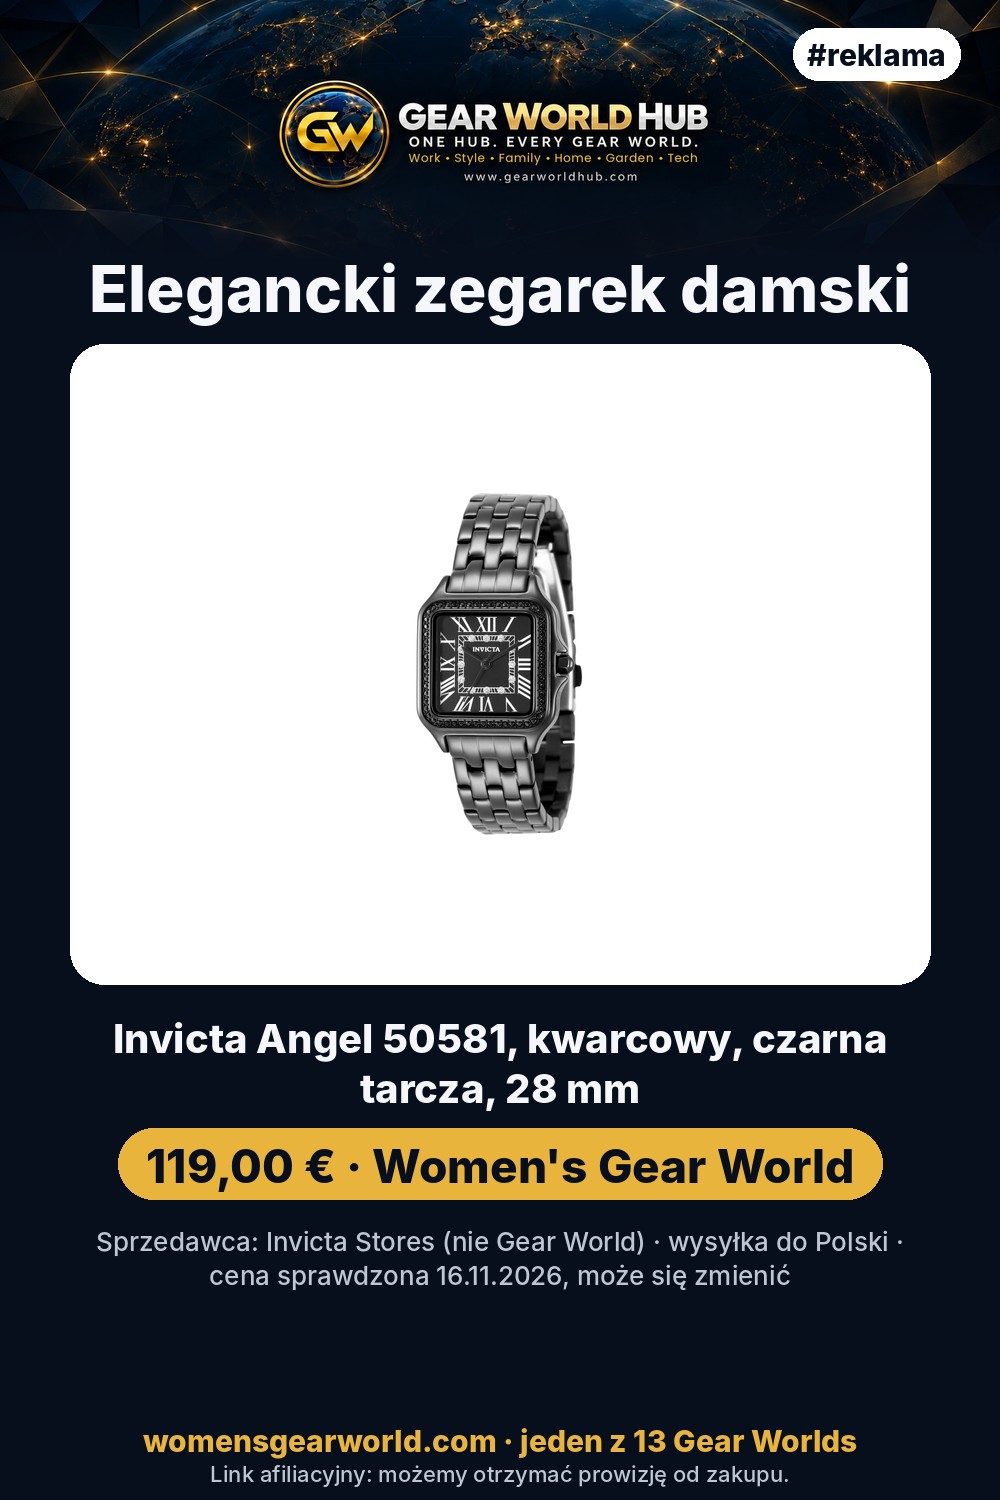 #reklama
GW
GEAR WORLD HUB
ONE HUB. EVERY GEAR WORLD.
Work • Style • Family • Home • Garden • Tech
www.gearworldhub.com
Elegancki zegarek damski
XII
INVICTA
Invicta Angel 50581, kwarcowy, czarna
tarcza, 28 mm
119,00 € · Women's Gear World
Sprzedawca: Invicta Stores (nie Gear World) · wysyłka do Polski ·
cena sprawdzona 16.11.2026, może się zmienić
womensgearworld.com · jeden z 13 Gear Worlds
Link afiliacyjny: możemy otrzymać prowizję od zakupu.